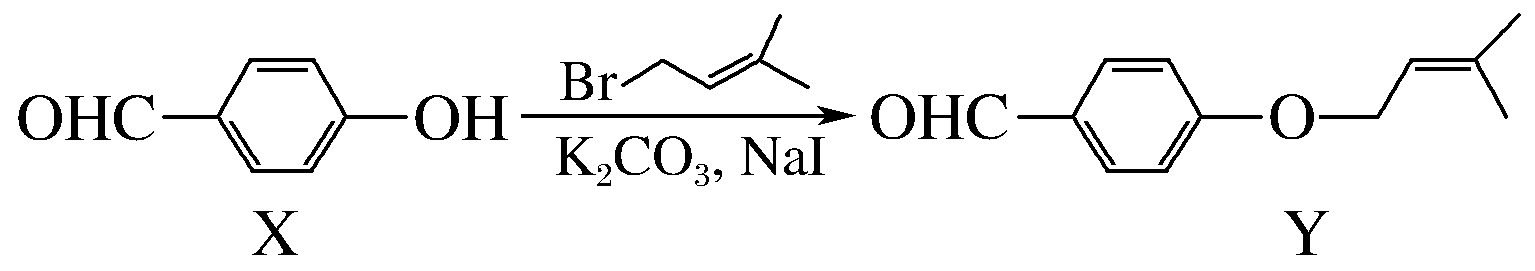 Br
OHC OH OHC O
K₂CO₃, NaI
X Y